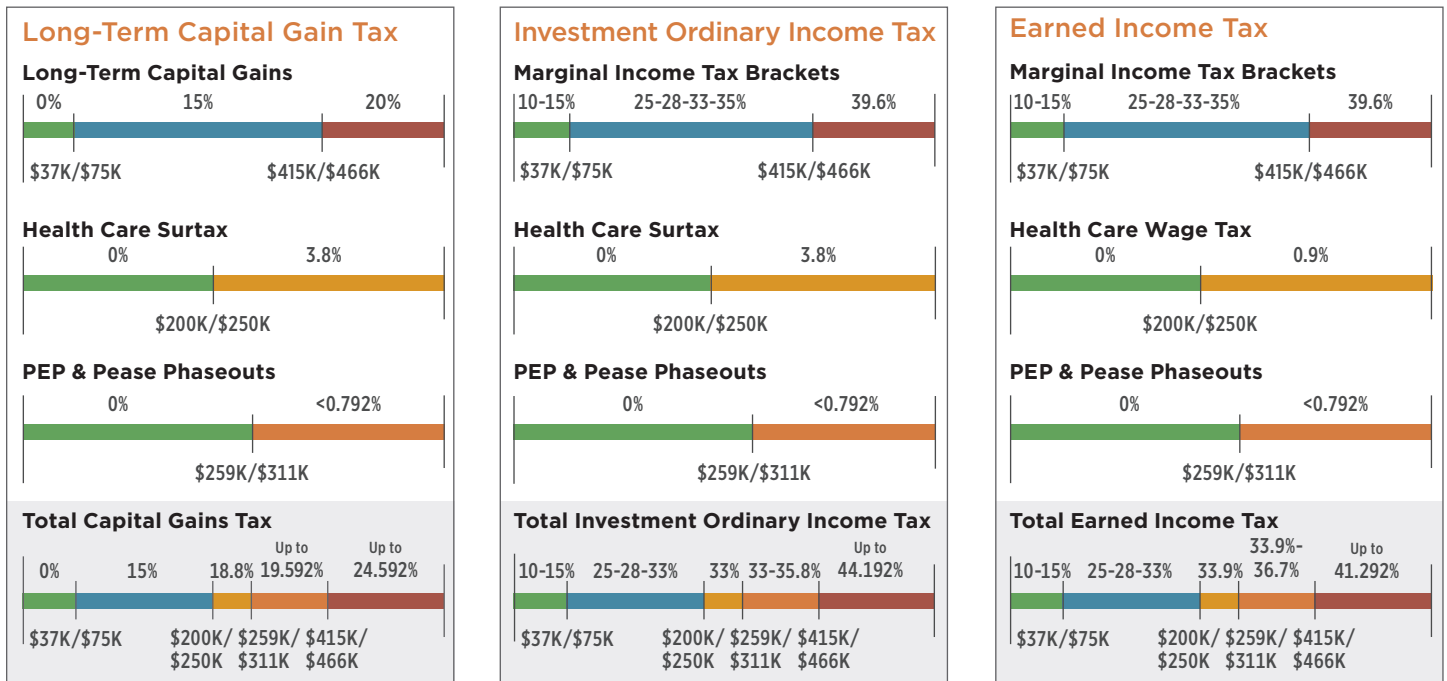 Long-Term Capital Gain Tax
Long-Term Capital Gains
0% 15% 20%
$37K/$75K $415K/$466K
Health Care Surtax
0% 3.8%
$200K/$250K
PEP & Pease Phaseouts
0% <0.792%
$259K/$311K
Total Capital Gains Tax
Up to Up to
0% 15% 18.8% 19.592% 24.592%
$37K/$75K $200K/ $259K/ $415K/
$250K $311K $466K
Investment Ordinary Income Tax
Marginal Income Tax Brackets
10-15% 25-28-33-35% 39.6%
$37K/$75K $415K/$466K
Health Care Surtax
0% 3.8%
$200K/$250K
PEP & Pease Phaseouts
0% <0.792%
$259K/$311K
Total Investment Ordinary Income Tax
Up to
10-15% 25-28-33% 33% 33-35.8% 44.192%
$37K/$75K $200K/ $259K/ $415K/
$250K $311K $466K
Earned Income Tax
Marginal Income Tax Brackets
10-15% 25-28-33-35% 39.6%
$37K/$75K $415K/$466K
Health Care Wage Tax
0% 0.9%
$200K/$250K
PEP & Pease Phaseouts
0% <0.792%
$259K/$311K
Total Earned Income Tax
33.9%- Up to
10-15% 25-28-33% 33.9% 36.7% 41.292%
$37K/$75K $200K/ $259K/ $415K/
$250K $311K $466K